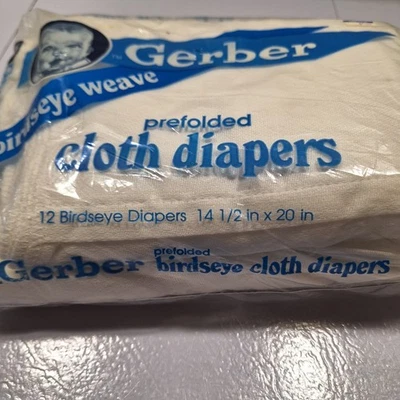 ™ Gerber
birdseye weave
prefolded
cloth diapers
12 Birdseye Diapers 14 1/2 in x 20 in
Gerber prefolded birdseye cloth diapers